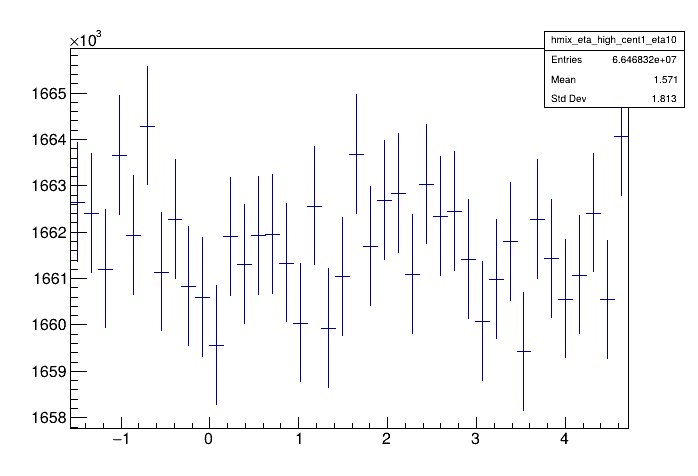 ×10³
hmix_eta_high_cent1_eta10
Entries 6.646832e+07
Mean 1.571
Std Dev 1.813
1665
1664
1663
1662
1661
1660
1659
1658
−1 0 1 2 3 4